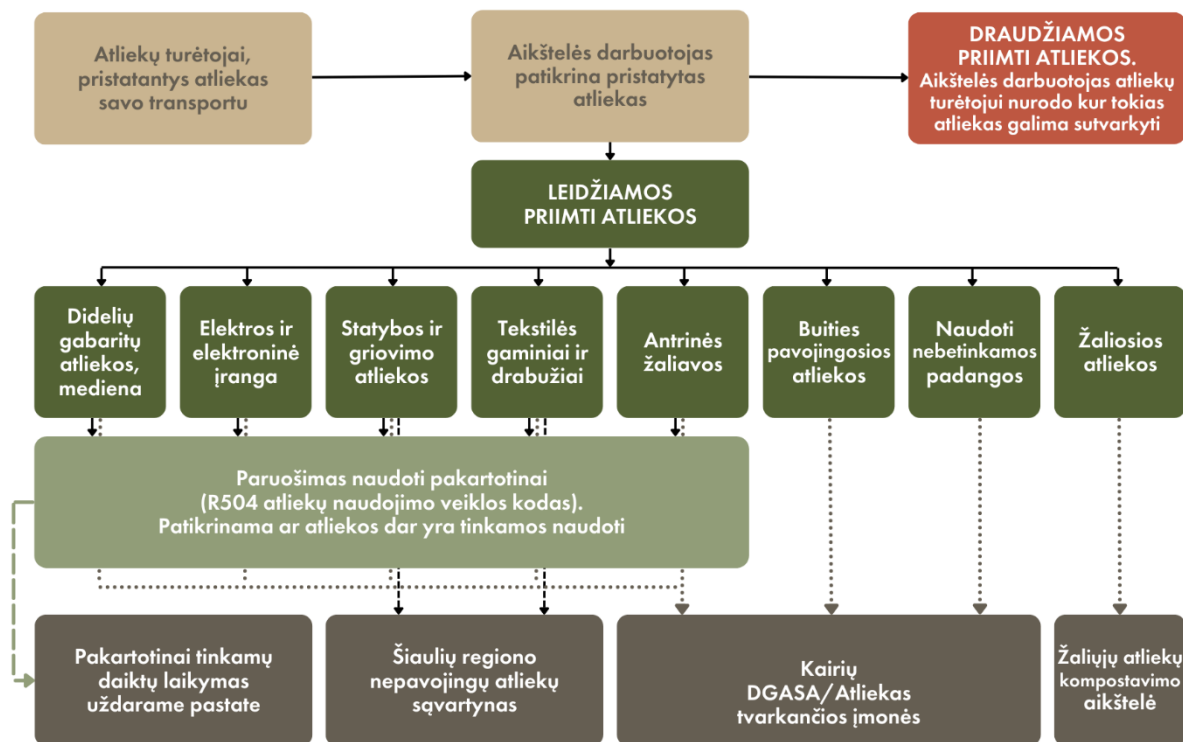 Atliekų turėtojai,
pristatantys atliekas
savo transportu
Aikštelės darbuotojas
patikrina pristatytas
atliekas
DRAUDŽIAMOS
PRIIMTI ATLIEKOS.
Aikštelės darbuotojas atliekų
turėtojui nurodo kur tokias
atliekas galima sutvarkyti
LEIDŽIAMOS
PRIIMTI ATLIEKOS
Didelių
gabaritų
atliekos,
mediena
Elektros ir
elektroninė
įranga
Statybos ir
griovimo
atliekos
Tekstilės
gaminiai ir
drabužiai
Antrinės
žaliavos
Buities
pavojingosios
atliekos
Naudoti
nebetinkamos
padangos
Žaliosios
atliekos
Paruošimas naudoti pakartotinai
(R504 atliekų naudojimo veiklos kodas).
Patikrinama ar atliekos dar yra tinkamos naudoti
Pakartotinai tinkamų
daiktų laikymas
uždarame pastate
Šiaulių regiono
nepavojingų atliekų
sąvartynas
Kairių
DGASA/Atliekas
tvarkančios įmonės
Žaliųjų atliekų
kompostavimo
aikštelė